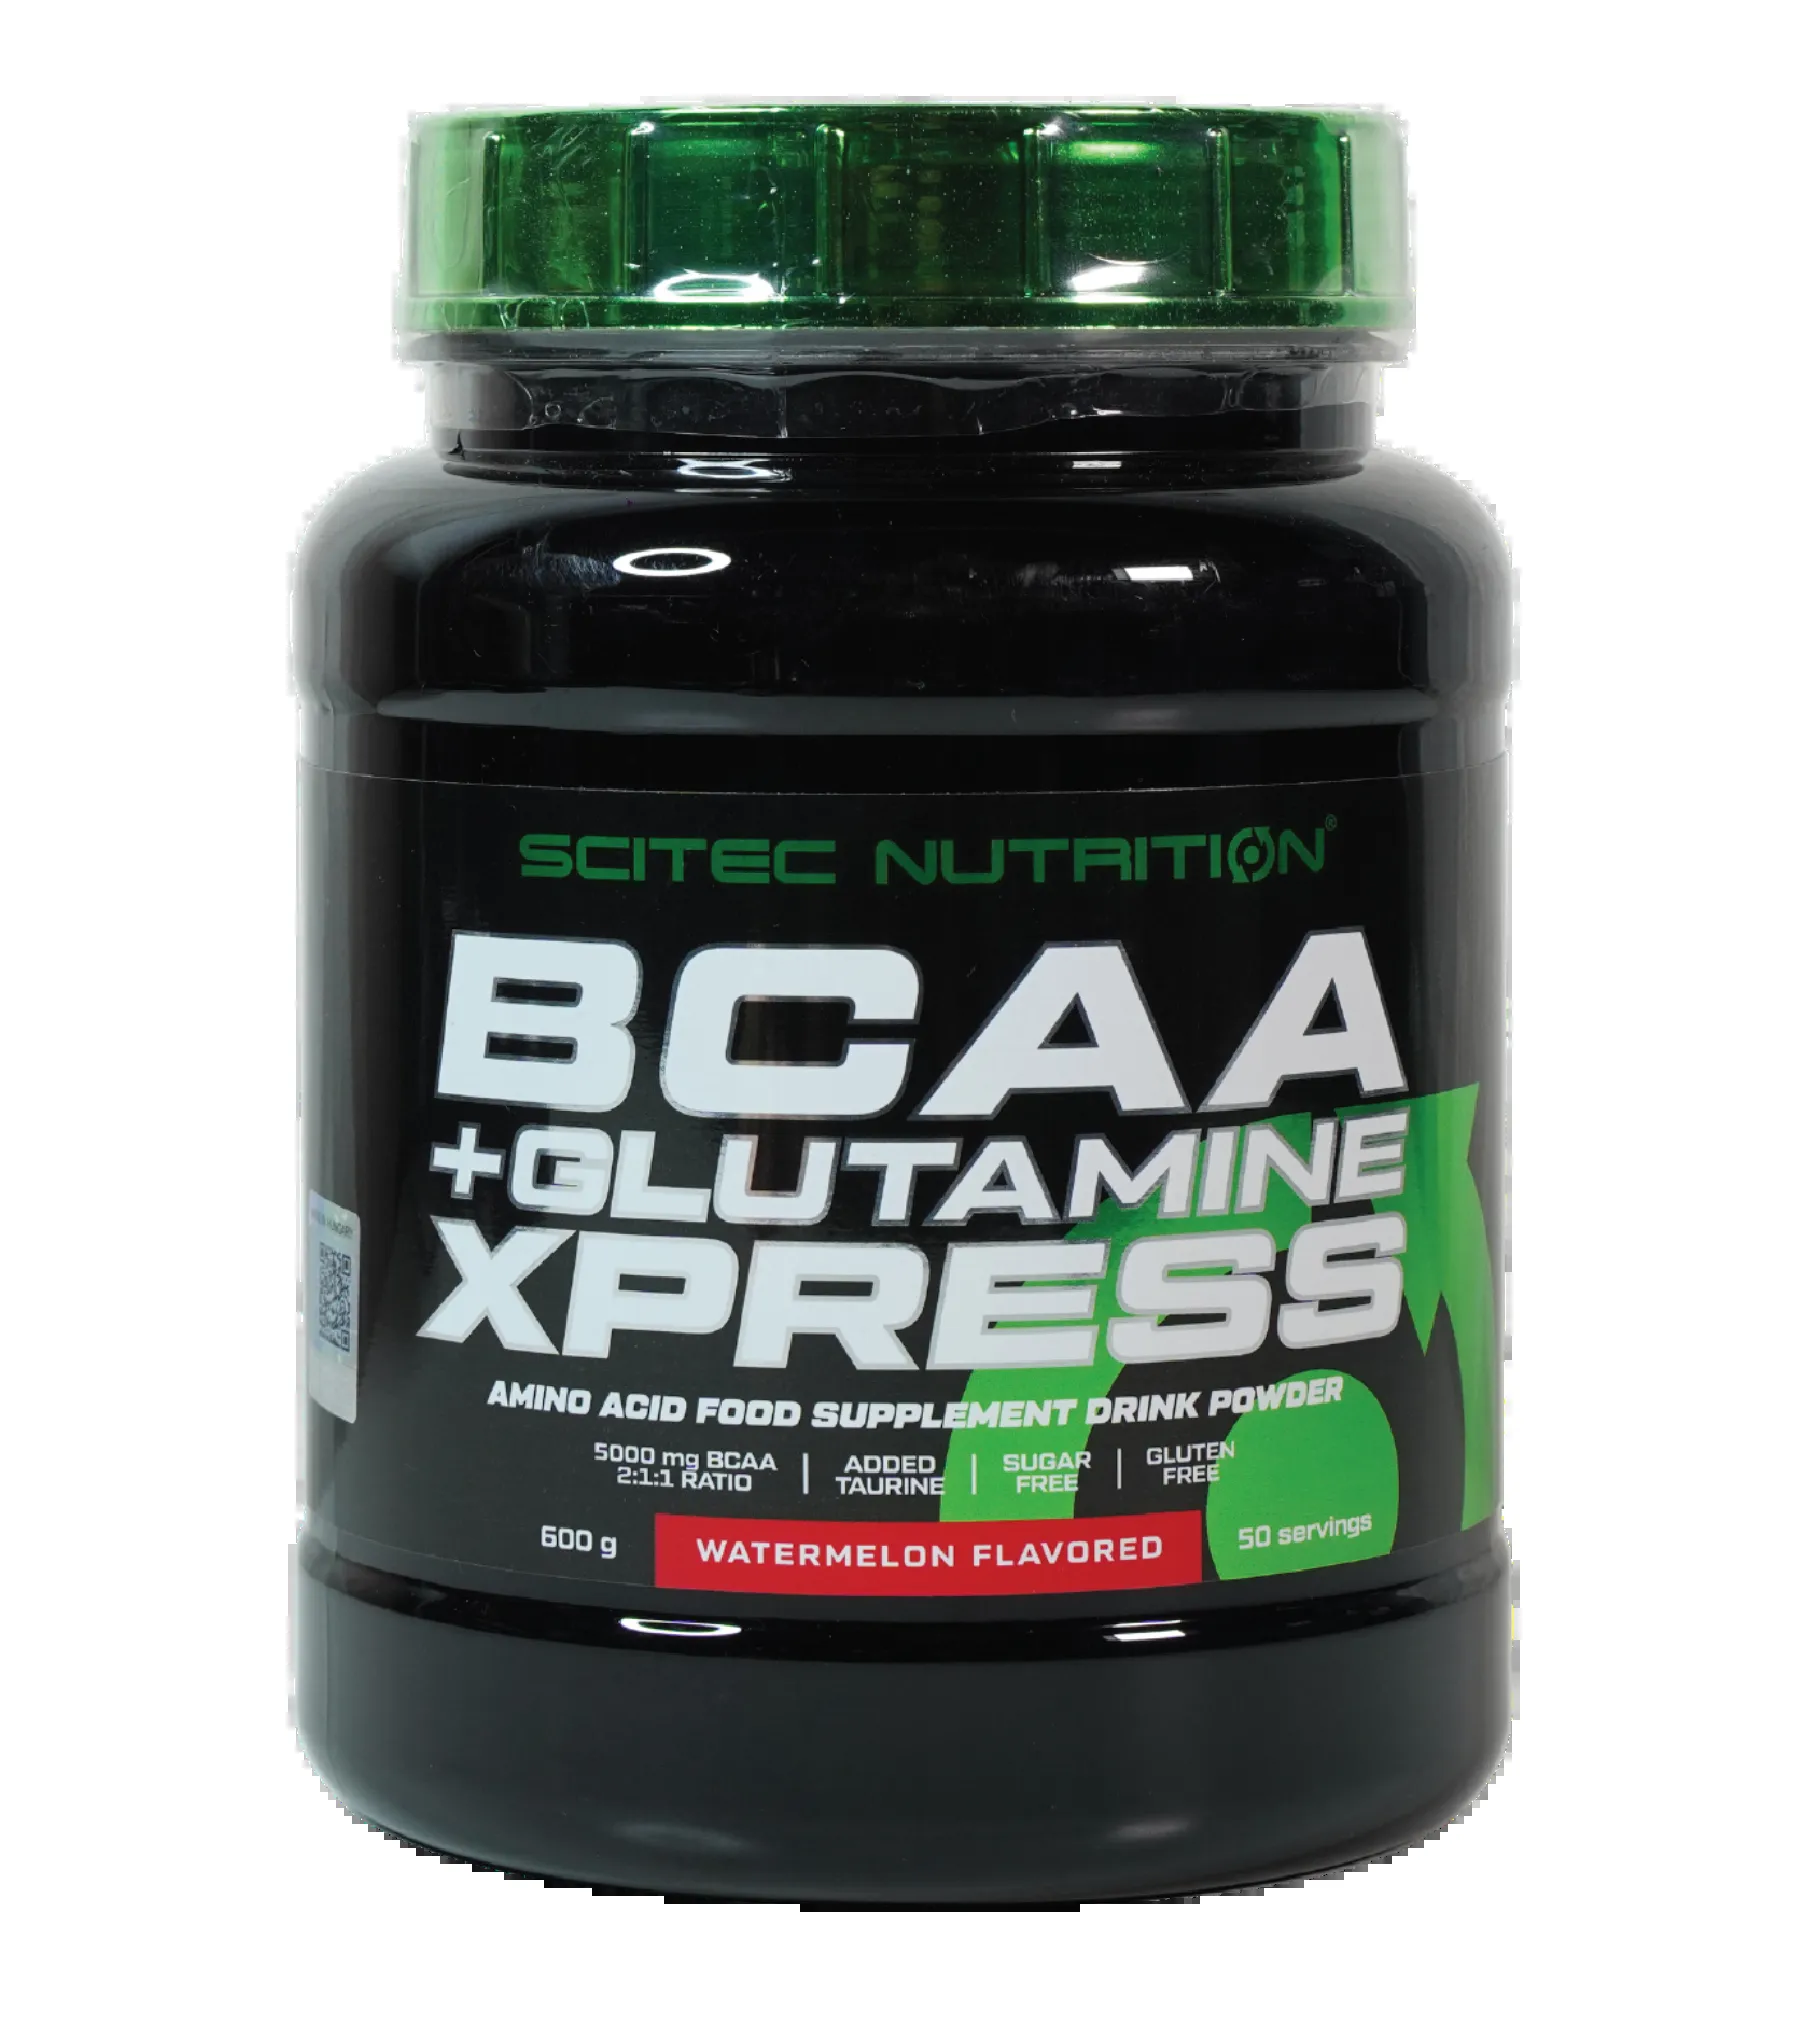 SCITEC NUTRITION®
BCAA
+GLUTAMINE
XPRESS
AMINO ACID FOOD SUPPLEMENT DRINK POWDER
5000 mg BCAA
2:1:1 RATIO
ADDED
TAURINE
SUGAR
FREE
GLUTEN
FREE
600 g
WATERMELON FLAVORED
50 servings